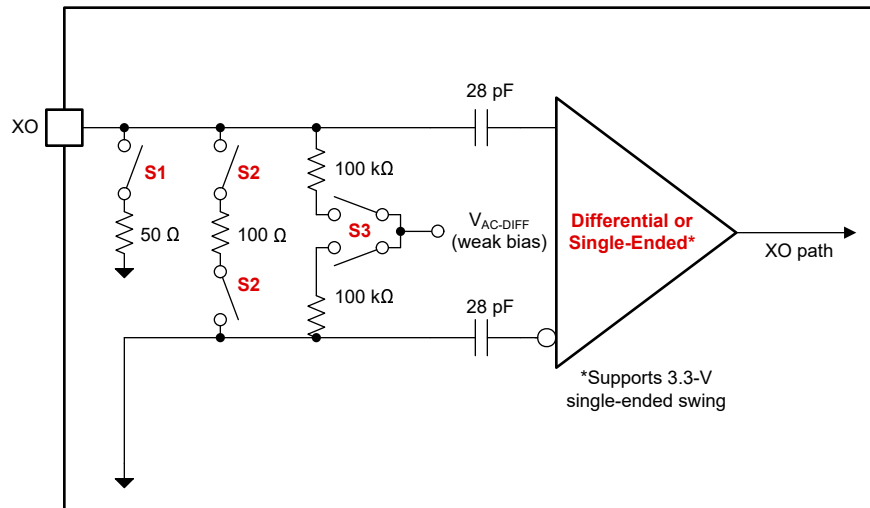 28 pF
XO
S1
S2
100 kΩ
50 Ω
100 Ω
S3
V_AC-DIFF
(weak bias)
Differential or
Single-Ended*
XO path
S2
100 kΩ
28 pF
*Supports 3.3-V
single-ended swing